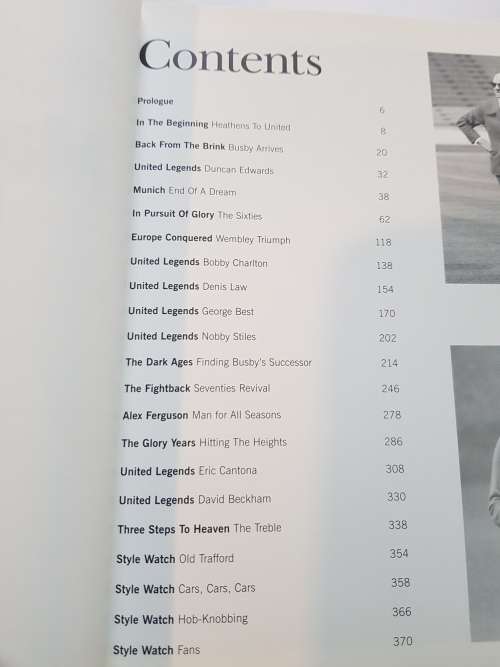 Contents
Prologue 6
In The Beginning Heathens To United 8
Back From The Brink Busby Arrives 20
United Legends Duncan Edwards 32
Munich End Of A Dream 38
In Pursuit Of Glory The Sixties 62
Europe Conquered Wembley Triumph 118
United Legends Bobby Charlton 138
United Legends Denis Law 154
United Legends George Best 170
United Legends Nobby Stiles 202
The Dark Ages Finding Busby's Successor 214
The Fightback Seventies Revival 246
Alex Ferguson Man for All Seasons 278
The Glory Years Hitting The Heights 286
United Legends Eric Cantona 308
United Legends David Beckham 330
Three Steps To Heaven The Treble 338
Style Watch Old Trafford 354
Style Watch Cars, Cars, Cars 358
Style Watch Hob-Knobbing 366
Style Watch Fans 370